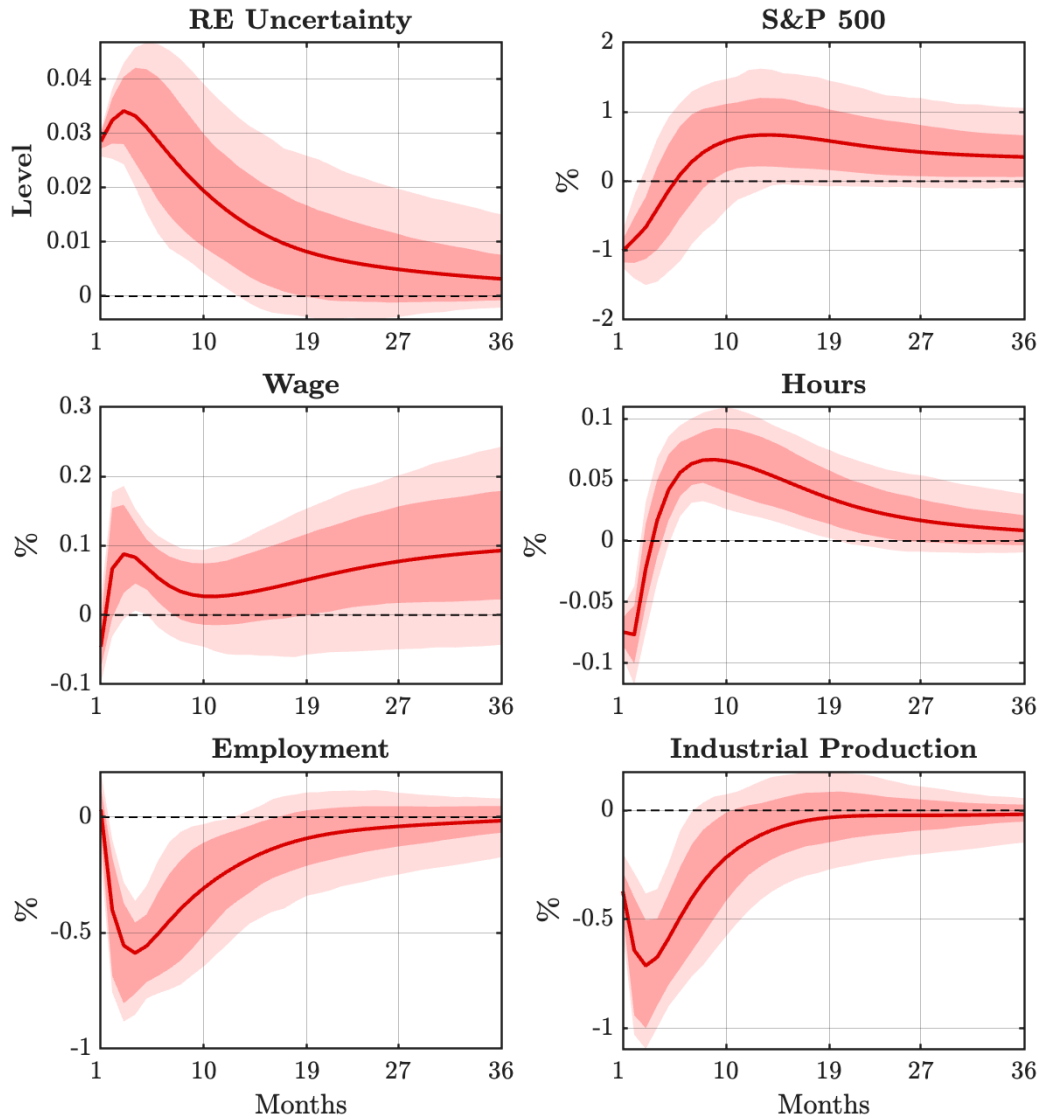 RE Uncertainty
Level
0.04
0.03
0.02
0.01
0
1 10 19 27 36
S&P 500
%
2
1
0
-1
-2
1 10 19 27 36
Wage
%
0.3
0.2
0.1
0
-0.1
1 10 19 27 36
Hours
%
0.1
0.05
0
-0.05
-0.1
1 10 19 27 36
Employment
%
0
-0.5
-1
1 10 19 27 36
Months
Industrial Production
%
0
-0.5
-1
1 10 19 27 36
Months